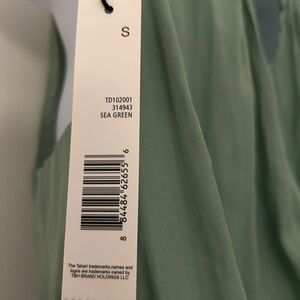 S
TD102001
314943
SEA GREEN
8 84484 62655 6
The Tahari trademarks,names and
logus are trademarks owned by
TBH BRAND HOLDINGS LLC